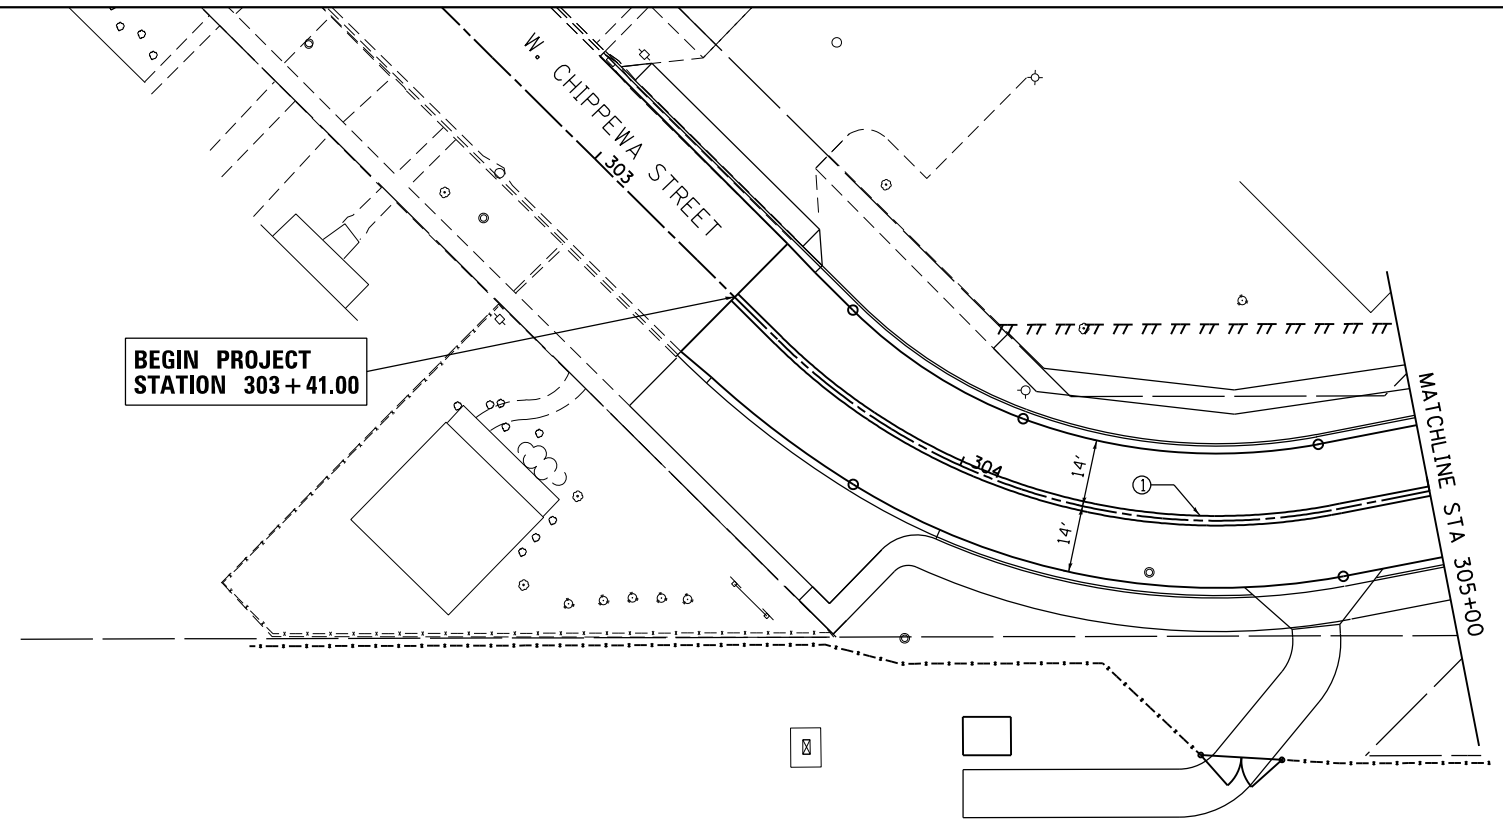 W. CHIPPEWA STREET
303
BEGIN PROJECT
STATION 303+41.00
304
14'
14'
1
MATCHLINE STA 305+00